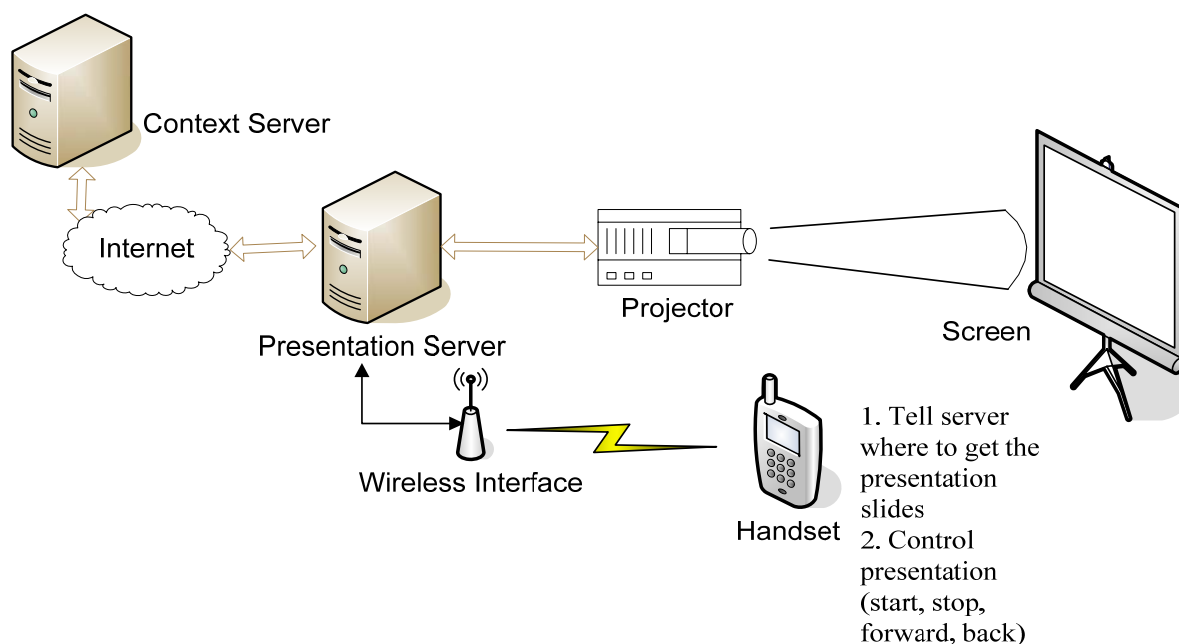 Context Server
Internet
Presentation Server
Projector
Screen
Wireless Interface
Handset
1. Tell server
where to get the
presentation
slides
2. Control
presentation
(start, stop,
forward, back)